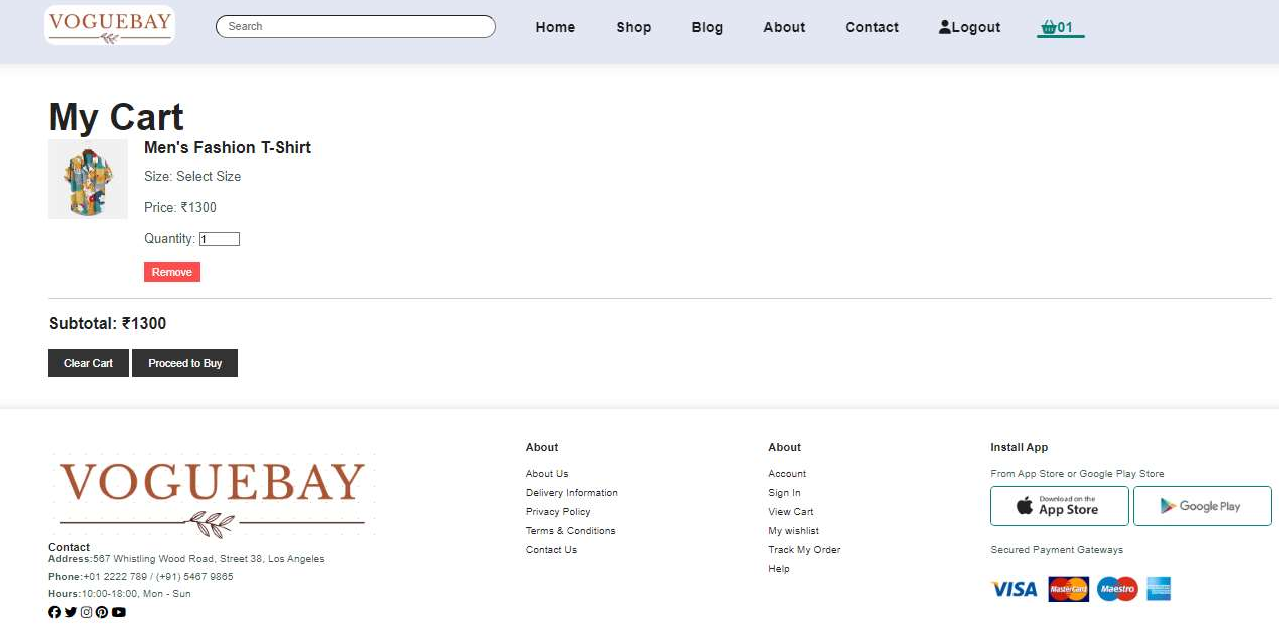 VOGUEBAY
Search
Home
Shop
Blog
About
Contact
Logout
01
My Cart
Men's Fashion T-Shirt
Size: Select Size
Price: ₹1300
Quantity: 1
Remove
Subtotal: ₹1300
Clear Cart
Proceed to Buy
VOGUEBAY
Contact
Address:567 Whistling Wood Road, Street 38, Los Angeles
Phone:+01 2222 789 / (+91) 5467 9865
Hours:10:00-18:00, Mon - Sun
About
About Us
Delivery Information
Privacy Policy
Terms & Conditions
Contact Us
About
Account
Sign In
View Cart
My wishlist
Track My Order
Help
Install App
From App Store or Google Play Store
Download on the
App Store
Google Play
Secured Payment Gateways
VISA
MasterCard
Maestro